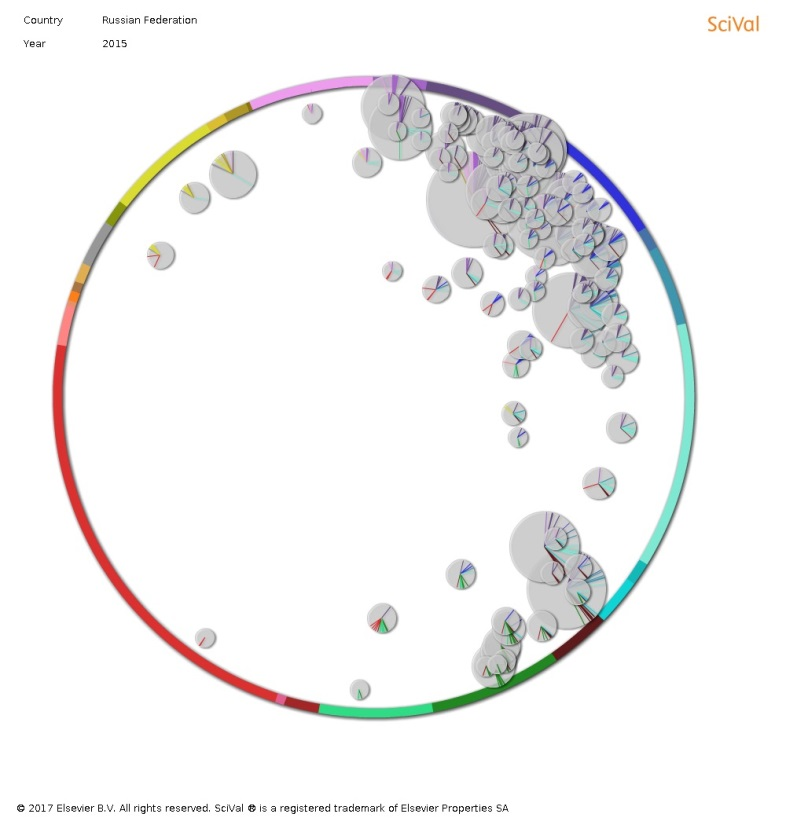 Country Russian Federation
SciVal
Year 2015
© 2017 Elsevier B.V. All rights reserved. SciVal ® is a registered trademark of Elsevier Properties SA